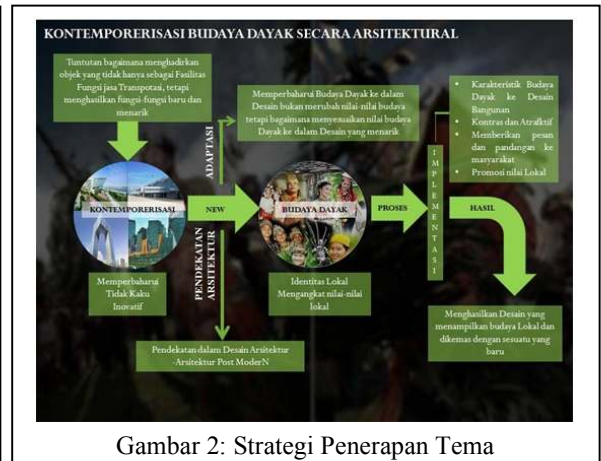 KONTEMPORERISASI BUDAYA DAYAK SECARA ARSITEKTURAL
Tuntutan bagaimana menghadirkan
objek yang tidak hanya sebagai Fasilitas
Fungsi jasa Transpotasi, tetapi
menghasilkan fungsi-fungsi baru dan
menarik
ADAPTASI
Memperbaharui Budaya Dayak ke dalam
Desain bukan merubah nilai-nilai budaya
tetapi bagaimana menyesuaikan nilai budaya
Dayak ke dalam Desain yang menarik
• Karakteristik Budaya
Dayak ke Desain
Bangunan
• Kontras dan Atrafktif
• Memberikan pesan
dan pandangan ke
masyarakat
• Promosi nilai Lokal
KONTEMPORERISASI
NEW
BUDAYA DAYAK
PROSES
IMPLEMENTASI
HASIL
Memperbaharui
Tidak Kaku
Inovatif
PENDEKATAN
ARSITEKTUR
Identitas Lokal
Mengangkat nilai-nilai
lokal
Pendekatan dalam Desain Arsitektur
-Arsitektur Post ModerN
Menghasilkan Desain yang
menampilkan budaya Lokal dan
dikemas dengan sesuatu yang
baru
Gambar 2: Strategi Penerapan Tema